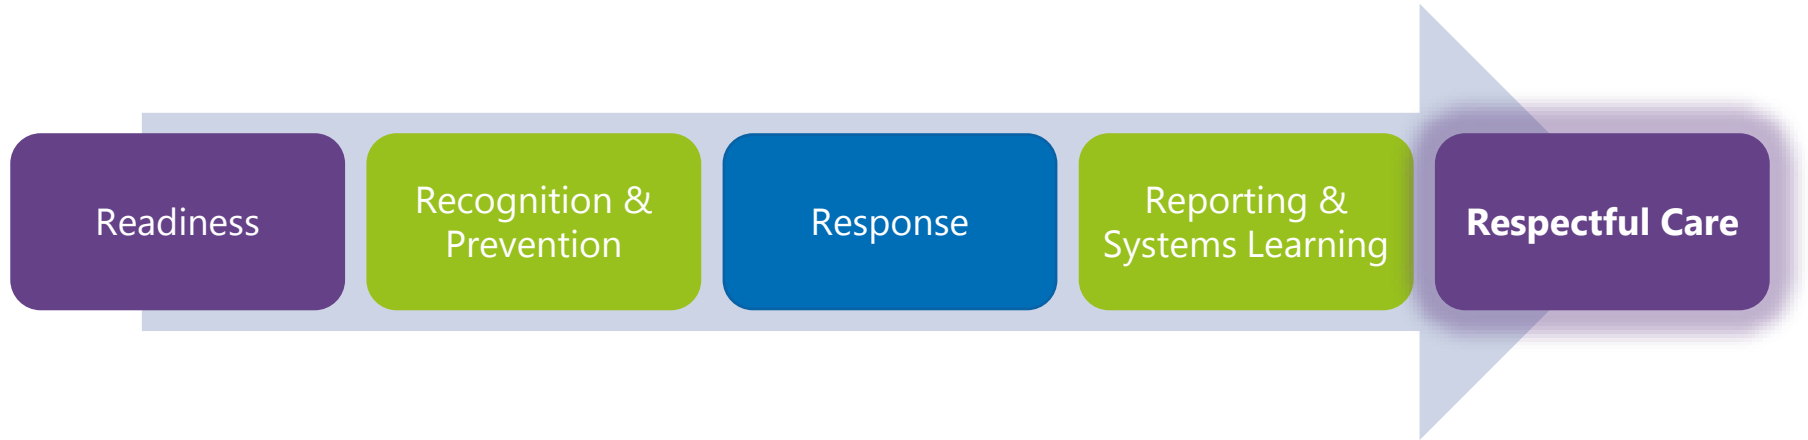 Readiness
Recognition &
Prevention
Response
Reporting &
Systems Learning
Respectful Care